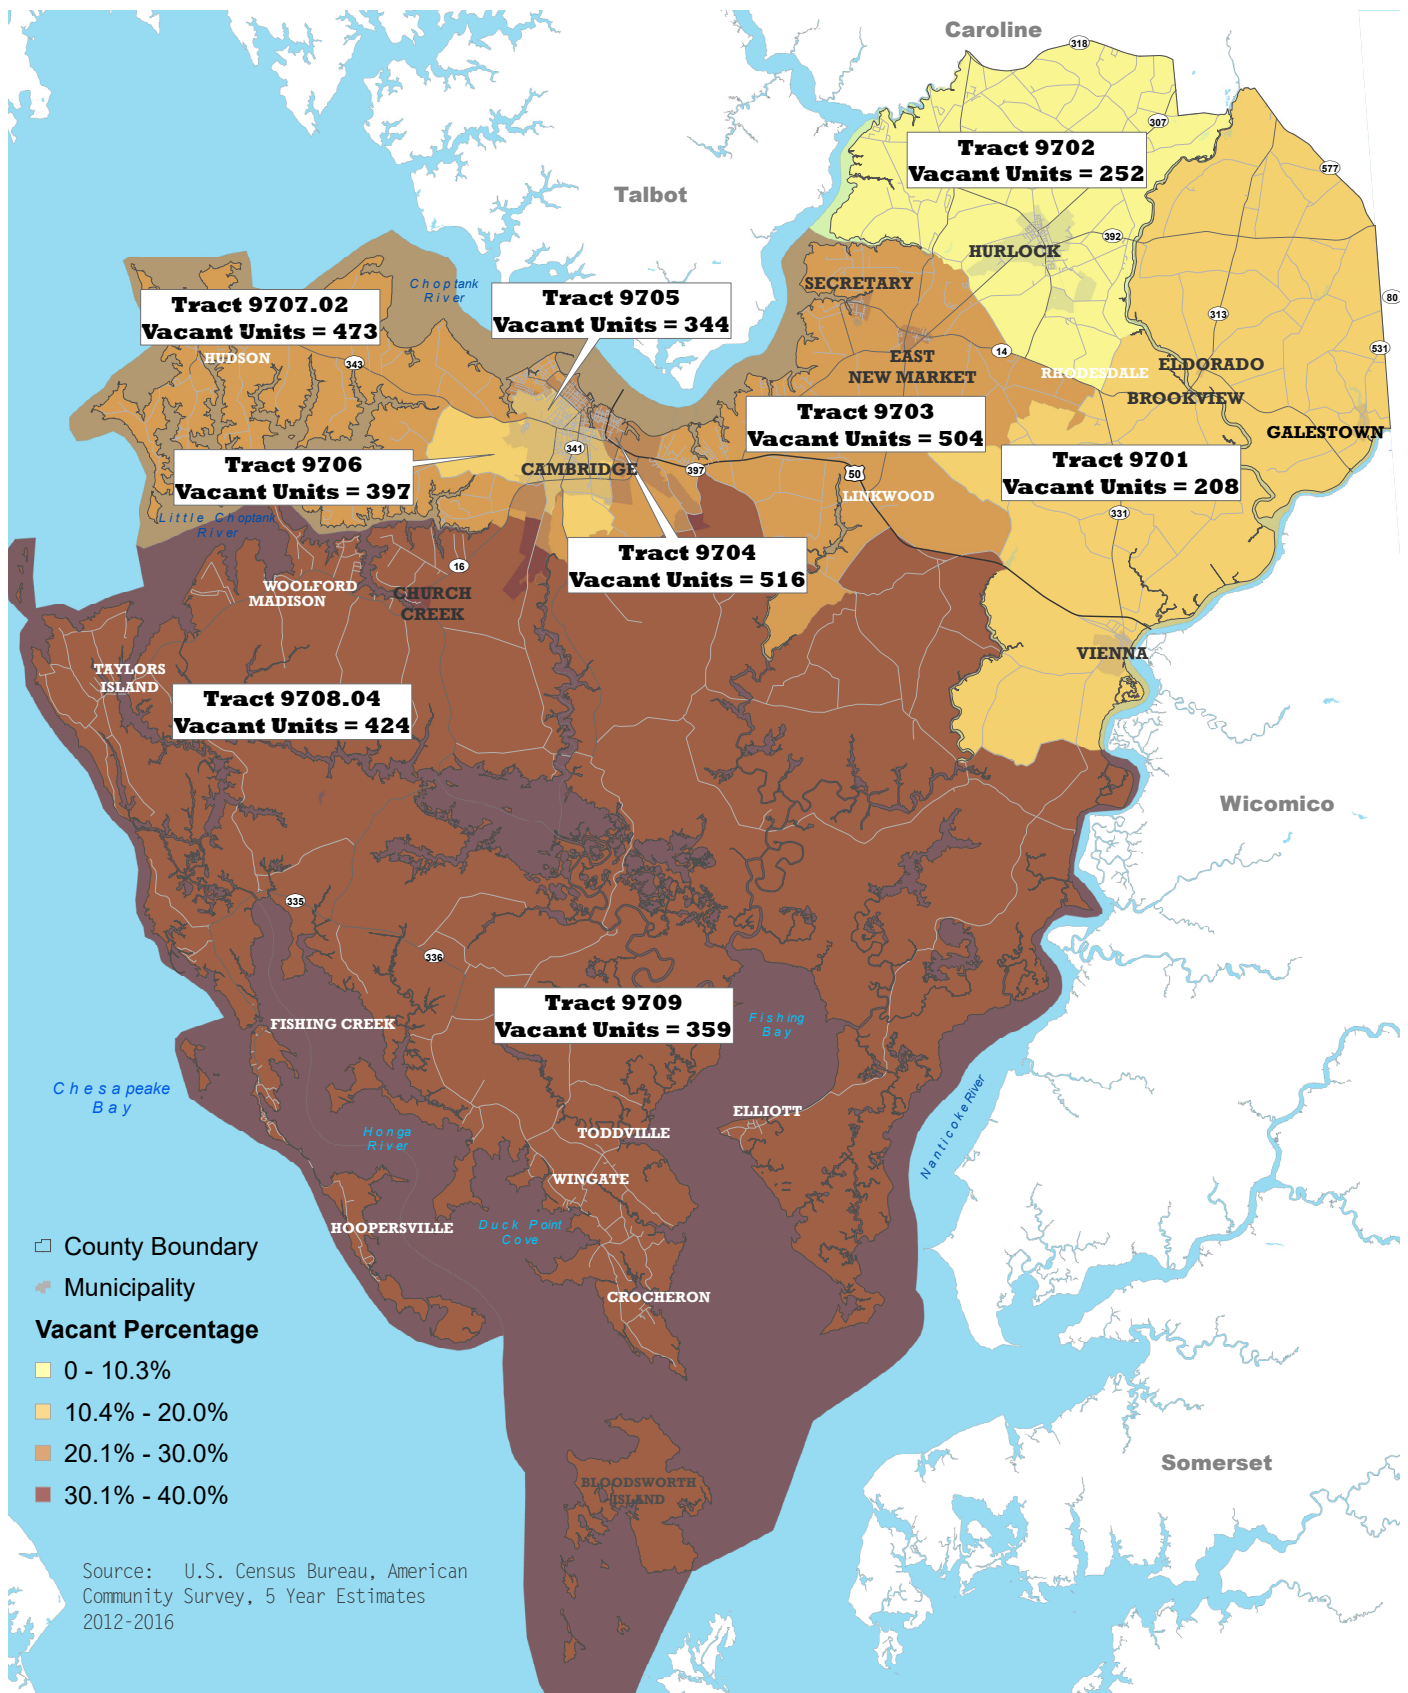 Caroline
318
307
Tract 9702
Vacant Units = 252
577
Talbot
392
HURLOCK
Choptank
River
SECRETARY
Tract 9707.02
Vacant Units = 473
Tract 9705
Vacant Units = 344
80
313
HUDSON
343
EAST
NEW MARKET
14
531
RHODESDALE
ELDORADO
BROOKVIEW
Tract 9703
Vacant Units = 504
GALESTOWN
341
CAMBRIDGE
397
50
LINKWOOD
Tract 9706
Vacant Units = 397
Tract 9701
Vacant Units = 208
331
Little Choptank
River
Tract 9704
Vacant Units = 516
16
WOOLFORD
MADISON
CHURCH
CREEK
VIENNA
TAYLORS
ISLAND
Tract 9708.04
Vacant Units = 424
Wicomico
335
336
Tract 9709
Vacant Units = 359
Fishing
Bay
FISHING CREEK
Chesapeake
Bay
Nanticoke River
ELLIOTT
Honga
River
TODDVILLE
WINGATE
HOOPERSVILLE
Duck Point
Cove
CROCHERON
County Boundary
Municipality
Vacant Percentage
0 - 10.3%
10.4% - 20.0%
20.1% - 30.0%
30.1% - 40.0%
BLOODSWORTH
ISLAND
Somerset
Source: U.S. Census Bureau, American
Community Survey, 5 Year Estimates
2012-2016